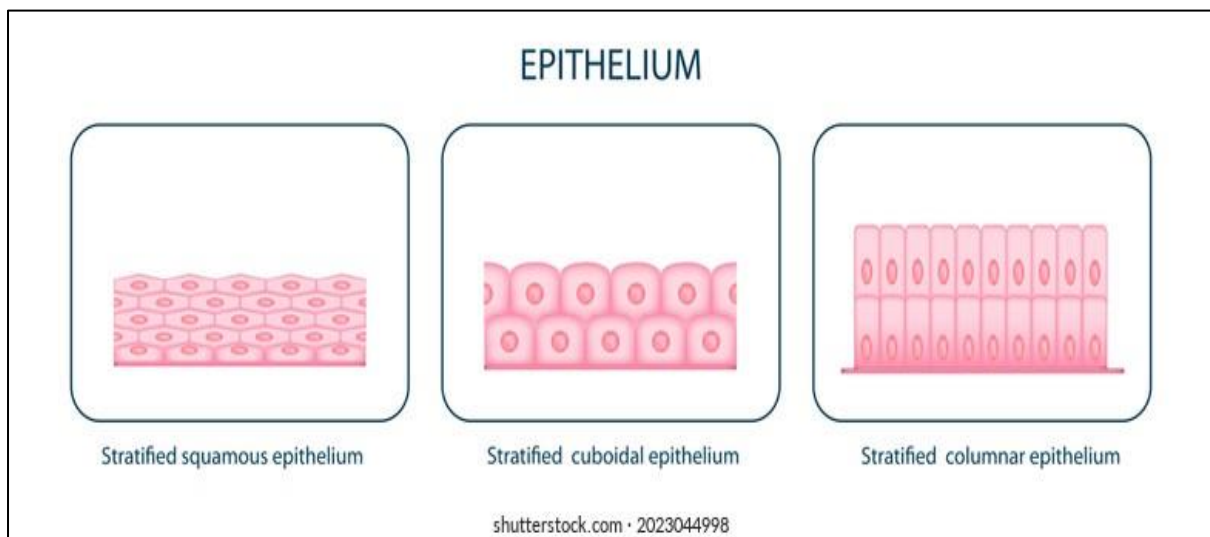 EPITHELIUM
Stratified squamous epithelium
Stratified cuboidal epithelium
Stratified columnar epithelium
shutterstock.com · 2023044998